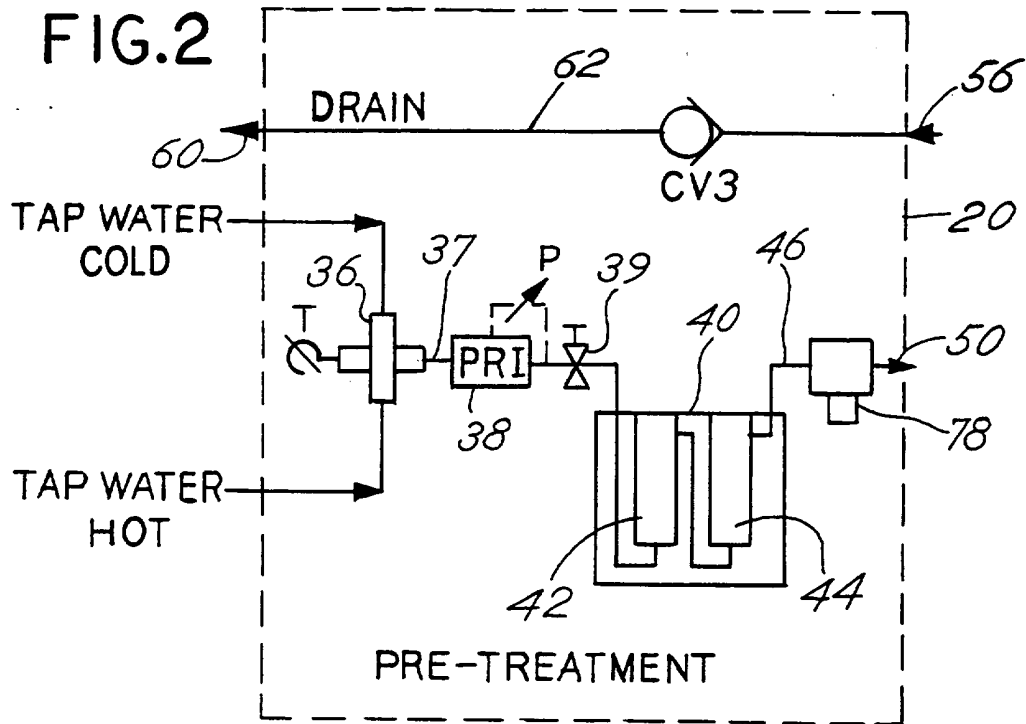 FIG.2
62
56
DRAIN
60
CV3
TAP WATER
COLD
20
36
37
P
39
46
T
40
50
PRI
38
78
TAP WATER
HOT
42
44
PRE-TREATMENT